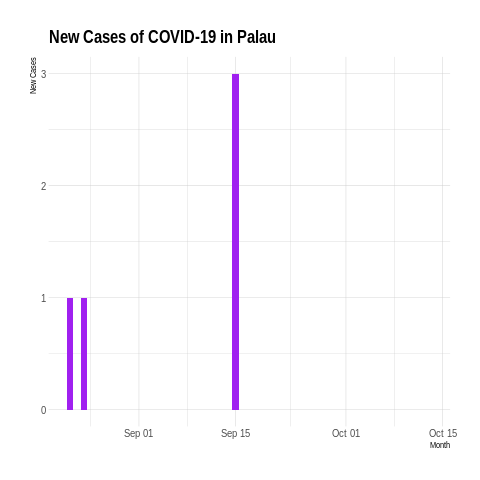 New Cases of COVID-19 in Palau
New Cases
3
2
1
0
Sep 01 Sep 15 Oct 01 Oct 15
Month